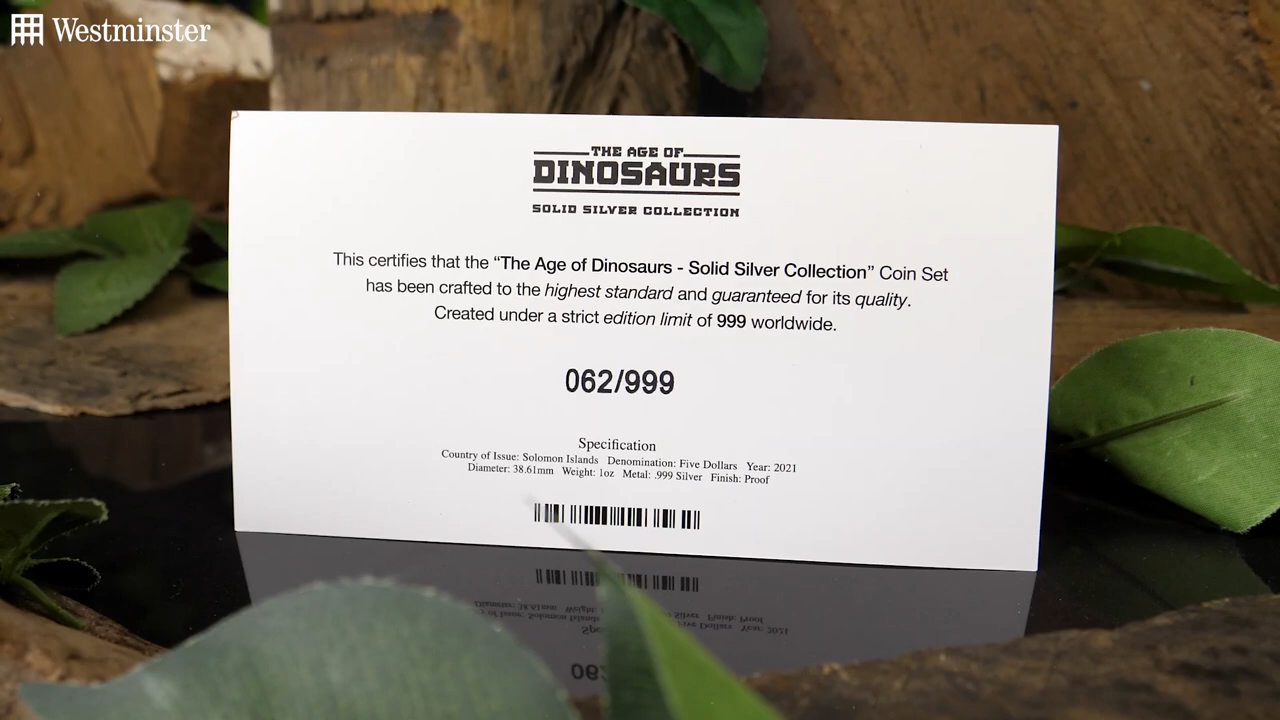 Westminster
THE AGE OF
DINOSAURS
SOLID SILVER COLLECTION
This certifies that the “The Age of Dinosaurs - Solid Silver Collection” Coin Set
has been crafted to the highest standard and guaranteed for its quality.
Created under a strict edition limit of 999 worldwide.
062/999
Specification
Country of Issue: Solomon Islands Denomination: Five Dollars Year: 2021
Diameter: 38.61mm Weight: 1oz Metal: .999 Silver Finish: Proof